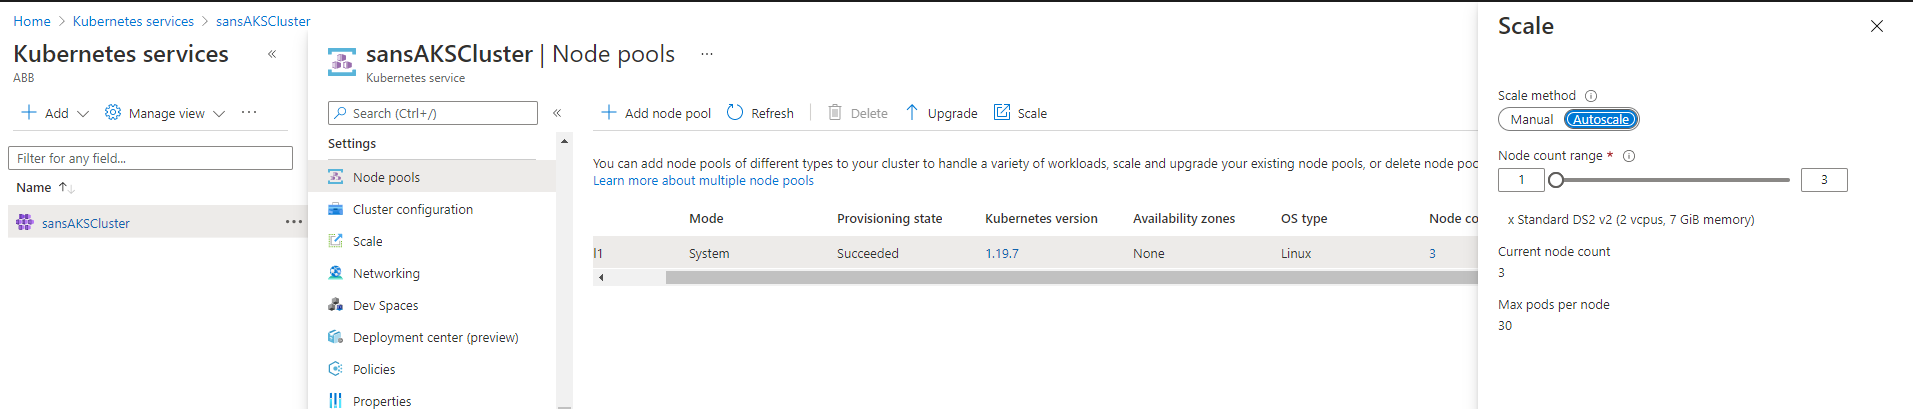 Home > Kubernetes services > sansAKSCluster
Kubernetes services «
ABB
Add
Manage view
...
Filter for any field...
Name ↑↓
sansAKSCluster ...
sansAKSCluster | Node pools ...
Kubernetes service
Search (Ctrl+/) «
Settings
Node pools
Cluster configuration
Scale
Networking
Dev Spaces
Deployment center (preview)
Policies
Properties
Add node pool Refresh Delete Upgrade Scale
You can add node pools of different types to your cluster to handle a variety of workloads, scale and upgrade your existing node pools, or delete node poo
Learn more about multiple node pools
Mode Provisioning state Kubernetes version Availability zones OS type Node co
l1 System Succeeded 1.19.7 None Linux 3
Scale
Scale method
Manual Autoscale
Node count range *
1 3
x Standard DS2 v2 (2 vcpus, 7 GiB memory)
Current node count
3
Max pods per node
30